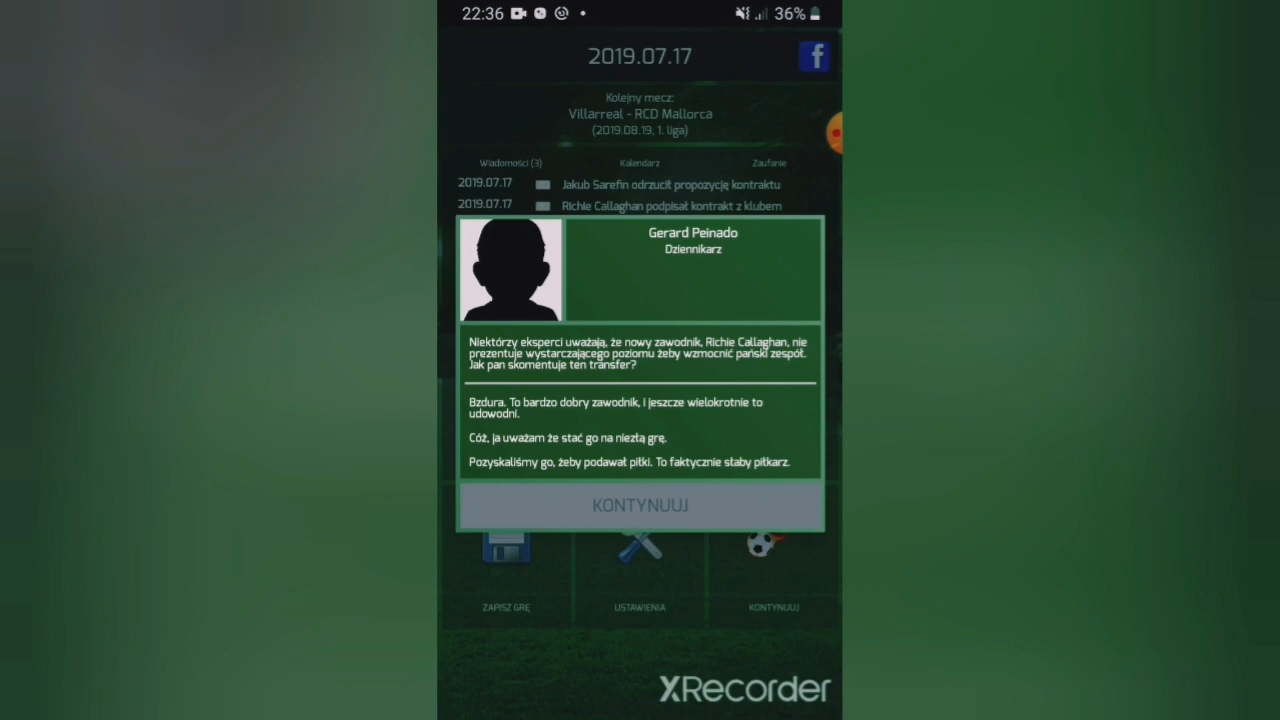 22:36
36%
2019.07.17
f
Kolejny mecz:
Villarreal - RCD Mallorca
(2019.08.19, 1. liga)
Wiadomości (3) Kalendarz Zaufanie
2019.07.17 Jakub Sarefin odrzucił propozycję kontraktu
2019.07.17 Richie Callaghan podpisał kontrakt z klubem
Gerard Peinado
Dziennikarz
Niektórzy eksperci uważają, że nowy zawodnik, Richie Callaghan, nie
prezentuje wystarczającego poziomu żeby wzmocnić pański zespół.
Jak pan skomentuje ten transfer?
Bzdura. To bardzo dobry zawodnik, i jeszcze wielokrotnie to
udowodni.
Cóż, ja uważam że stać go na niezłą grę.
Pozyskaliśmy go, żeby podawał piłki. To faktycznie słaby piłkarz.
KONTYNUUJ
ZAPISZ GRĘ USTAWIENIA KONTYNUUJ
XRecorder